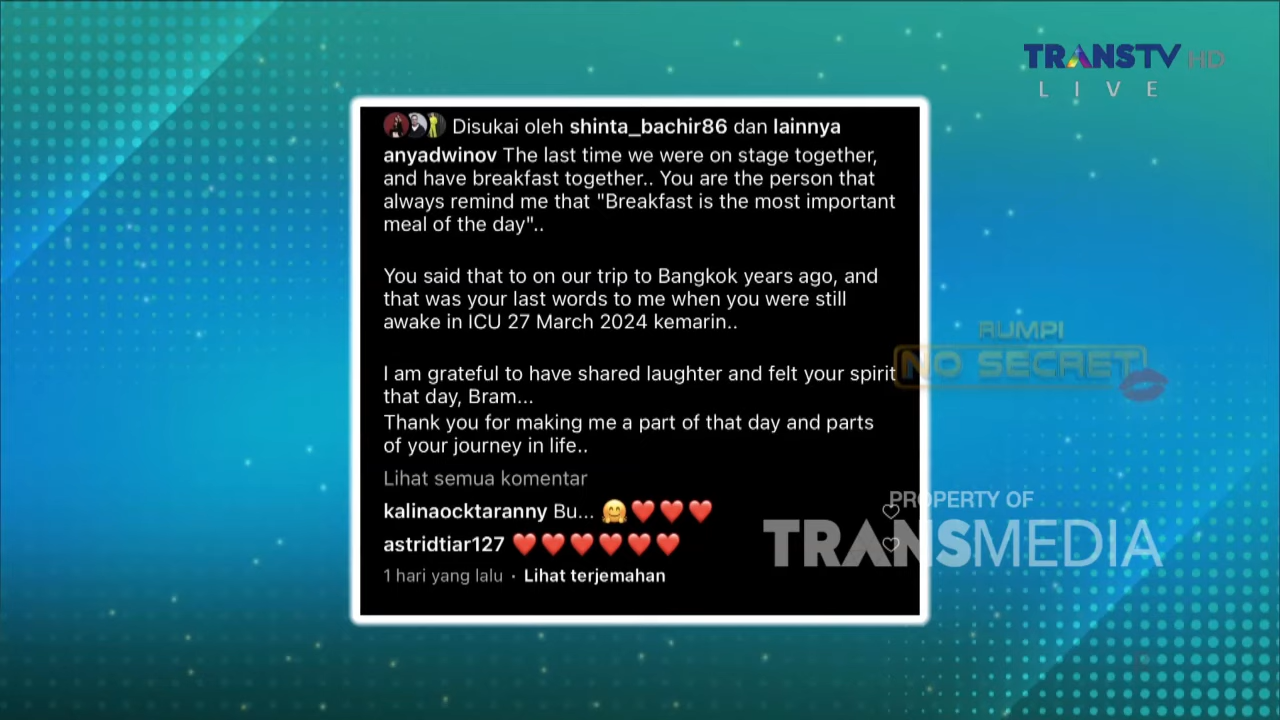 TRANSTV HD
LIVE
Disukai oleh shinta_bachir86 dan lainnya
anyadwinov The last time we were on stage together,
and have breakfast together.. You are the person that
always remind me that "Breakfast is the most important
meal of the day"..
You said that to on our trip to Bangkok years ago, and
that was your last words to me when you were still
awake in ICU 27 March 2024 kemarin..
I am grateful to have shared laughter and felt your spirit
that day, Bram...
Thank you for making me a part of that day and parts
of your journey in life..
Lihat semua komentar
kalinaocktaranny Bu... 🤗❤️❤️❤️
astridtiar127 ❤️❤️❤️❤️❤️❤️
1 hari yang lalu · Lihat terjemahan
RUMPI
NO SECRET
PROPERTY OF
TRANSMEDIA